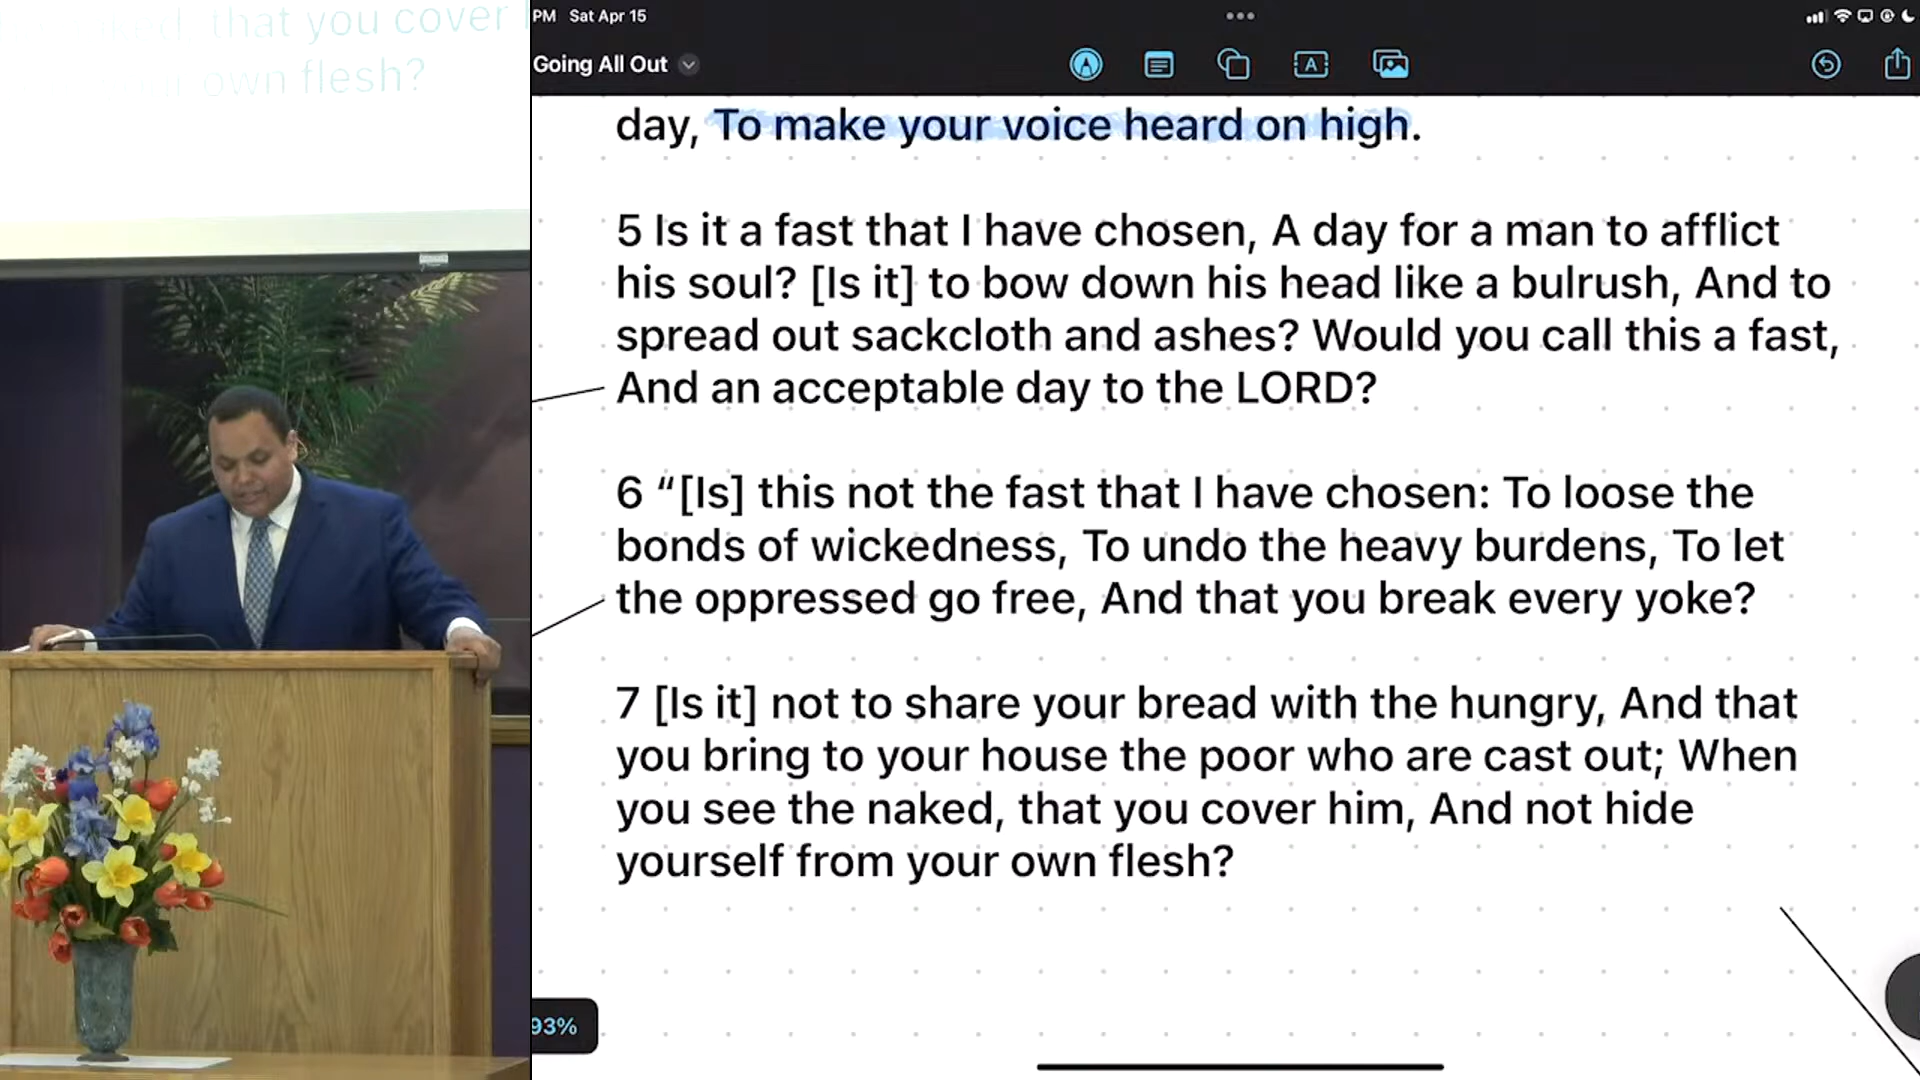 naked, that you cover
own flesh?
PM Sat Apr 15
Going All Out
A
day, To make your voice heard on high.
5 Is it a fast that I have chosen, A day for a man to afflict
his soul? [Is it] to bow down his head like a bulrush, And to
spread out sackcloth and ashes? Would you call this a fast,
And an acceptable day to the LORD?
6 “[Is] this not the fast that I have chosen: To loose the
bonds of wickedness, To undo the heavy burdens, To let
the oppressed go free, And that you break every yoke?
7 [Is it] not to share your bread with the hungry, And that
you bring to your house the poor who are cast out; When
you see the naked, that you cover him, And not hide
yourself from your own flesh?
93%